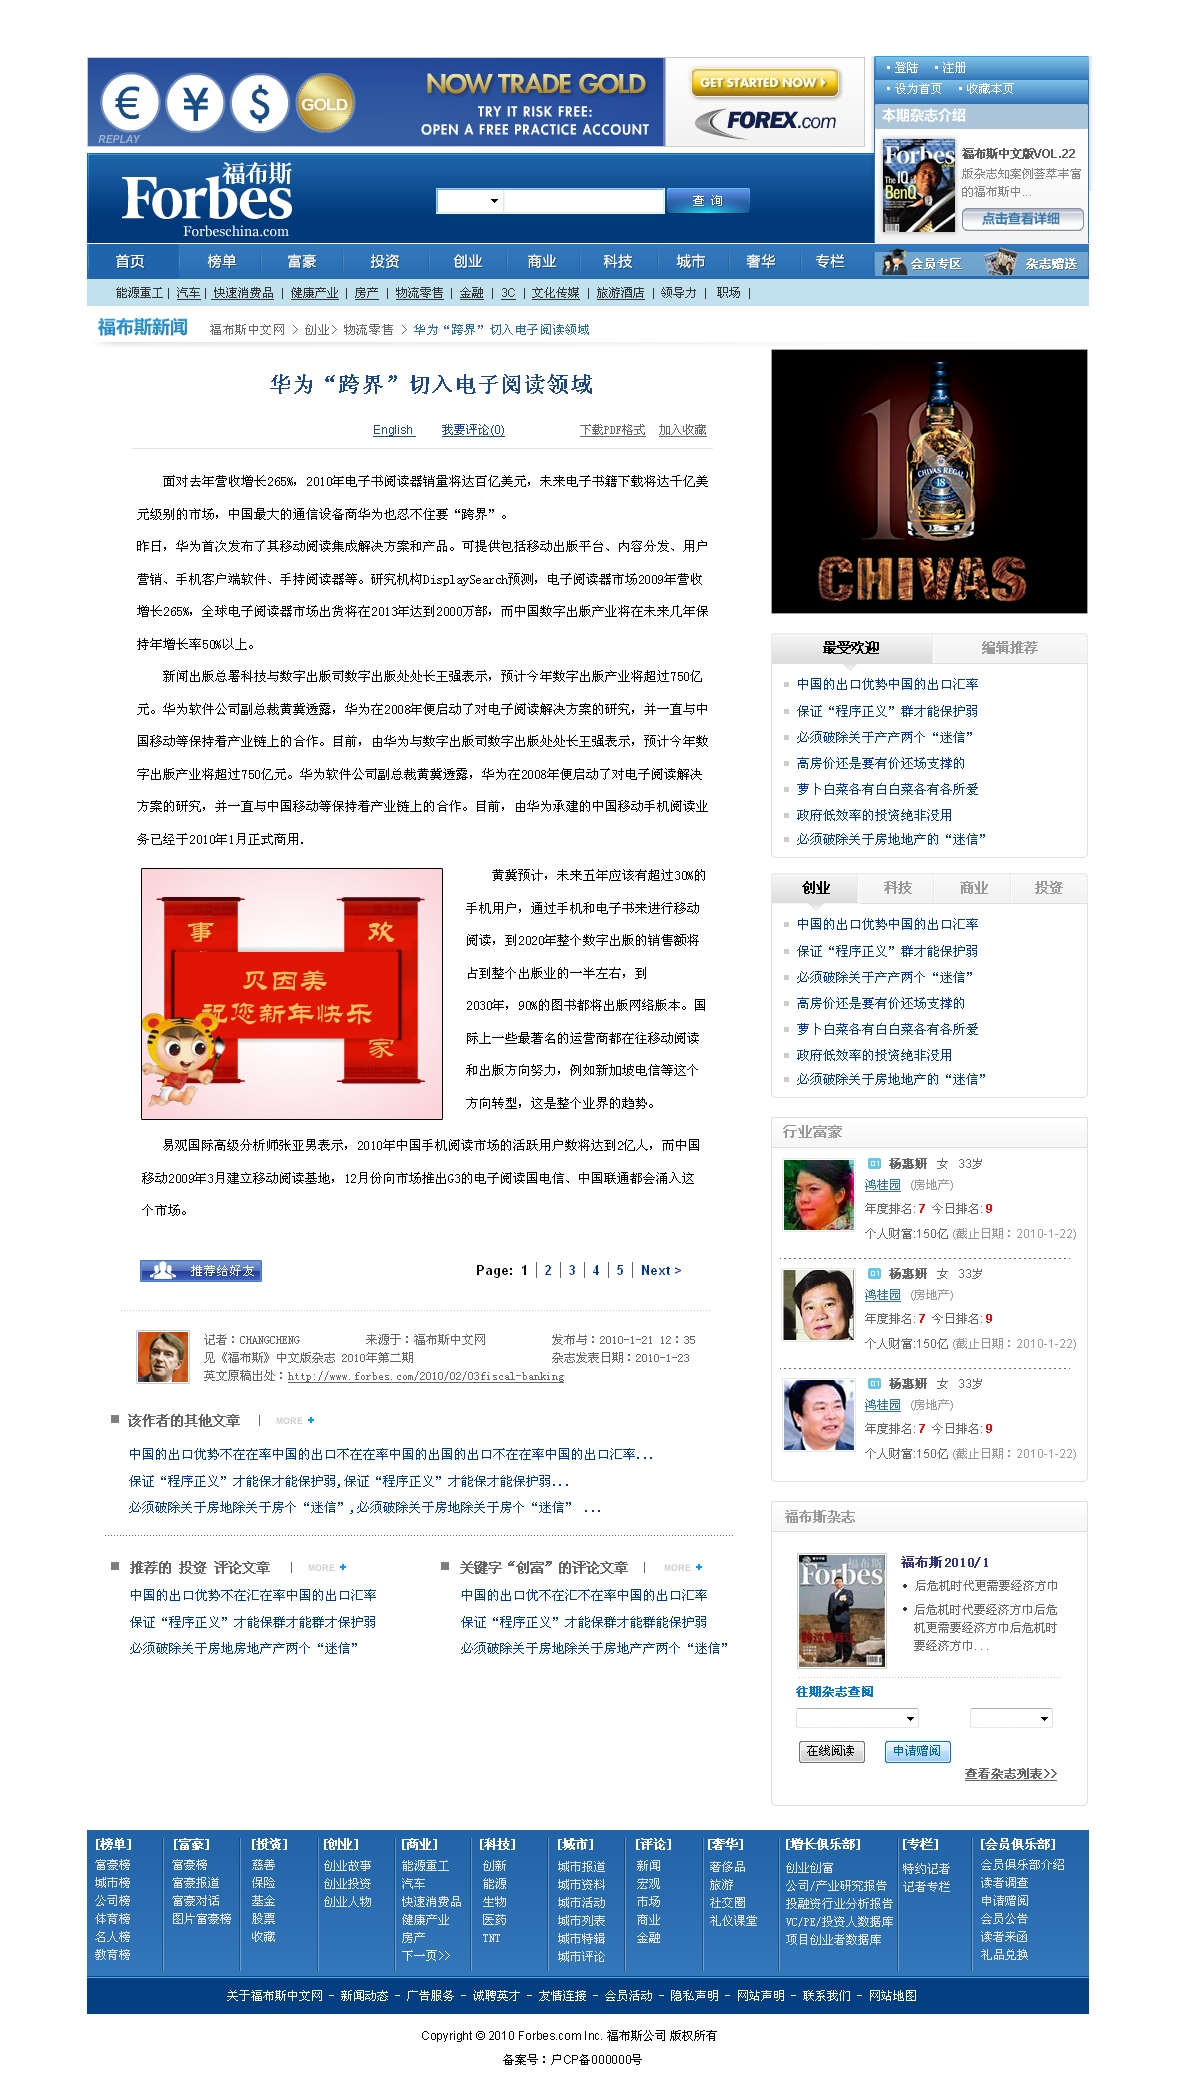 € ¥ $ GOLD
REPLAY
NOW TRADE GOLD
TRY IT RISK FREE:
OPEN A FREE PRACTICE ACCOUNT
GET STARTED NOW
FOREX.com
登陆 注册
设为首页 收藏本页
本期杂志介绍
Forbes
The IQ
BenQ
福布斯中文版VOL.22
版杂志知案例荟萃丰富
的福布斯中...
点击查看详细
福布斯
Forbes
Forbeschina.com
查 询
首页 榜单 富豪 投资 创业 商业 科技 城市 奢华 专栏
会员专区 杂志赠送
能源重工 | 汽车 | 快速消费品 | 健康产业 | 房产 | 物流零售 | 金融 | 3C | 文化传媒 | 旅游酒店 | 领导力 | 职场 |
福布斯新闻 福布斯中文网 > 创业> 物流零售 > 华为“跨界”切入电子阅读领域
华为“跨界”切入电子阅读领域
English 我要评论(0) 下载PDF格式 加入收藏
面对去年营收增长265%，2010年电子书阅读器销量将达百亿美元，未来电子书籍下载将达千亿美
元级别的市场，中国最大的通信设备商华为也忍不住要“跨界”。
昨日，华为首次发布了其移动阅读集成解决方案和产品。可提供包括移动出版平台、内容分发、用户
营销、手机客户端软件、手持阅读器等。研究机构DisplaySearch预测，电子阅读器市场2009年营收
增长265%，全球电子阅读器市场出货将在2013年达到2000万部，而中国数字出版产业将在未来几年保
持年增长率50%以上。
新闻出版总署科技与数字出版司数字出版处处长王强表示，预计今年数字出版产业将超过750亿
元。华为软件公司副总裁黄冀透露，华为在2008年便启动了对电子阅读解决方案的研究，并一直与中
国移动等保持着产业链上的合作。目前，由华为与数字出版司数字出版处处长王强表示，预计今年数
字出版产业将超过750亿元。华为软件公司副总裁黄冀透露，华为在2008年便启动了对电子阅读解决
方案的研究，并一直与中国移动等保持着产业链上的合作。目前，由华为承建的中国移动手机阅读业
务已经于2010年1月正式商用.
事 欢
贝因美
祝您新年快乐
家
黄冀预计，未来五年应该有超过30%的
手机用户，通过手机和电子书来进行移动
阅读，到2020年整个数字出版的销售额将
占到整个出版业的一半左右，到
2030年，90%的图书都将出版网络版本。国
际上一些最著名的运营商都在往移动阅读
和出版方向努力，例如新加坡电信等这个
方向转型，这是整个业界的趋势。
易观国际高级分析师张亚男表示，2010年中国手机阅读市场的活跃用户数将达到2亿人，而中国
移动2009年3月建立移动阅读基地，12月份向市场推出G3的电子阅读国电信、中国联通都会涌入这
个市场。
推荐给好友
Page: 1 | 2 | 3 | 4 | 5 | Next >
记者：CHANGCHENG 来源于：福布斯中文网 发布与：2010-1-21 12：35
见《福布斯》中文版杂志 2010年第二期 杂志发表日期：2010-1-23
英文原稿出处：http://www.forbes.com/2010/02/03fiscal-banking
该作者的其他文章 | MORE +
中国的出口优势不在在率中国的出口不在在率中国的出国的出口不在在率中国的出口汇率...
保证“程序正义”才能保才能保护弱,保证“程序正义”才能保才能保护弱...
必须破除关于房地除关于房个“迷信”,必须破除关于房地除关于房个“迷信” ...
推荐的 投资 评论文章 | MORE +
中国的出口优势不在汇在率中国的出口汇率
保证“程序正义”才能保群才能群才保护弱
必须破除关于房地房地产产两个“迷信”
关键字“创富”的评论文章 | MORE +
中国的出口优不在汇不在率中国的出口汇率
保证“程序正义”才能保群才能群能保护弱
必须破除关于房地除关于房地产产两个“迷信”
18
CHIVAS REGAL
18
CHIVAS
最受欢迎 编辑推荐
中国的出口优势中国的出口汇率
保证“程序正义”群才能保护弱
必须破除关于产产两个“迷信”
高房价还是要有价还场支撑的
萝卜白菜各有白白菜各有各所爱
政府低效率的投资绝非没用
必须破除关于房地地产的“迷信”
创业 科技 商业 投资
中国的出口优势中国的出口汇率
保证“程序正义”群才能保护弱
必须破除关于产产两个“迷信”
高房价还是要有价还场支撑的
萝卜白菜各有白白菜各有各所爱
政府低效率的投资绝非没用
必须破除关于房地地产的“迷信”
行业富豪
01 杨惠妍 女 33岁
鸿桂园 (房地产)
年度排名: 7 今日排名: 9
个人财富:150亿 (截止日期：2010-1-22)
01 杨惠妍 女 33岁
鸿桂园 (房地产)
年度排名: 7 今日排名: 9
个人财富:150亿 (截止日期：2010-1-22)
01 杨惠妍 女 33岁
鸿桂园 (房地产)
年度排名: 7 今日排名: 9
个人财富:150亿 (截止日期：2010-1-22)
福布斯杂志
福布斯
Forbes
福布斯2010/1
• 后危机时代更需要经济方巾
• 后危机时代要经济方巾后危
机更需要经济方巾后危机时
要经济方巾...
往期杂志查阅
在线阅读 申请赠阅
查看杂志列表>>
[榜单] [富豪] [投资] [创业] [商业] [科技] [城市] [评论] [奢华] [增长俱乐部] [专栏] [会员俱乐部]
富豪榜 富豪榜 慈善 创业故事 能源重工 创新 城市报道 新闻 奢侈品 创业创富 特约记者 会员俱乐部介绍
城市榜 富豪报道 保险 创业投资 汽车 能源 城市资料 宏观 旅游 公司/产业研究报告 记者专栏 读者调查
公司榜 富豪对话 基金 创业人物 快速消费品 生物 城市活动 市场 社交圈 投融资行业分析报告 申请赠阅
体育榜 图片富豪榜 股票 健康产业 医药 城市列表 商业 礼仪课堂 VC/PE/投资人数据库 会员公告
名人榜 收藏 房产 TNT 城市特辑 金融 项目创业者数据库 读者来函
教育榜 下一页>> 城市评论 礼品兑换
关于福布斯中文网 - 新闻动态 - 广告服务 - 诚聘英才 - 友情连接 - 会员活动 - 隐私声明 - 网站声明 - 联系我们 - 网站地图
Copyright © 2010 Forbes.com Inc. 福布斯公司 版权所有
备案号：户CP备000000号